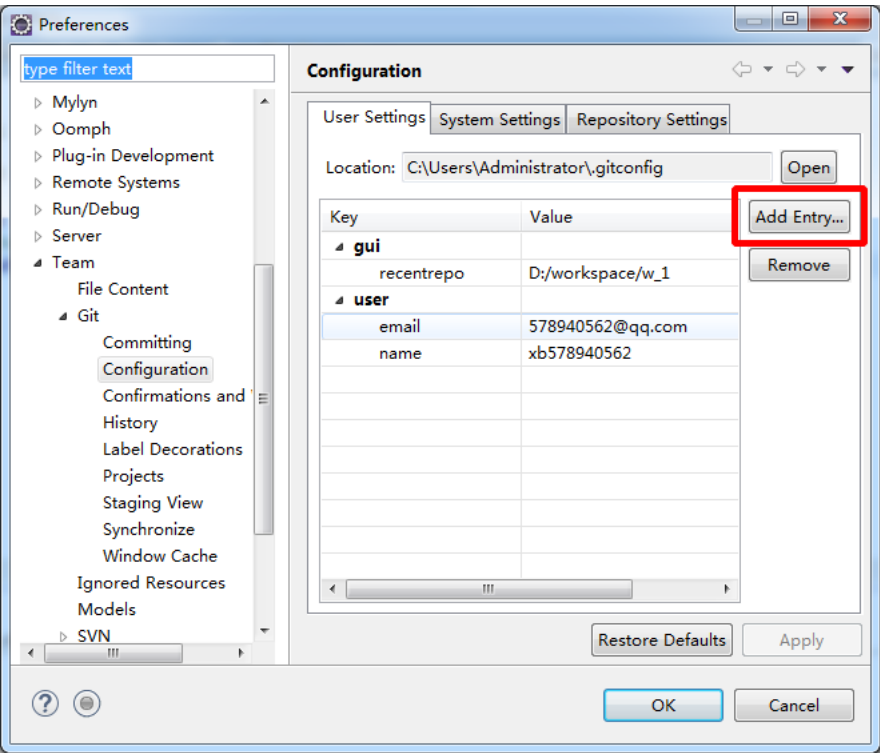 Preferences
type filter text
Mylyn
Oomph
Plug-in Development
Remote Systems
Run/Debug
Server
Team
File Content
Git
Committing
Configuration
Confirmations and
History
Label Decorations
Projects
Staging View
Synchronize
Window Cache
Ignored Resources
Models
SVN
Configuration
User Settings System Settings Repository Settings
Location: C:\Users\Administrator\.gitconfig Open
Key Value Add Entry...
gui
recentrepo D:/workspace/w_1 Remove
user
email 578940562@qq.com
name xb578940562
Restore Defaults Apply
OK Cancel